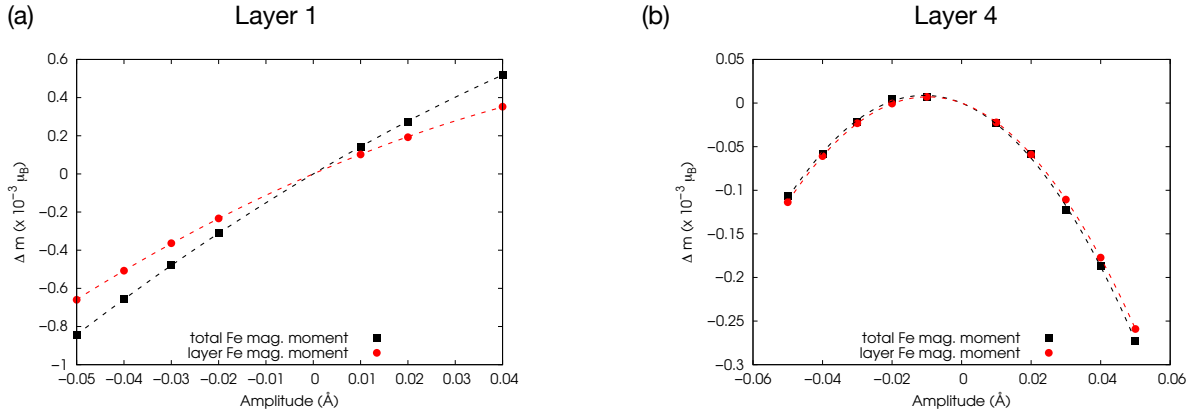 (a)
Layer 1
0.6
0.4
0.2
0
−0.2
−0.4
−0.6
−0.8
−1
Δ m (x 10⁻³ μB)
total Fe mag. moment
layer Fe mag. moment
−0.05 −0.04 −0.03 −0.02 −0.01 0 0.01 0.02 0.03 0.04
Amplitude (Å)
(b)
Layer 4
0.05
0
−0.05
−0.1
−0.15
−0.2
−0.25
−0.3
Δ m (x 10⁻³ μB)
total Fe mag. moment
layer Fe mag. moment
−0.06 −0.04 −0.02 0 0.02 0.04 0.06
Amplitude (Å)